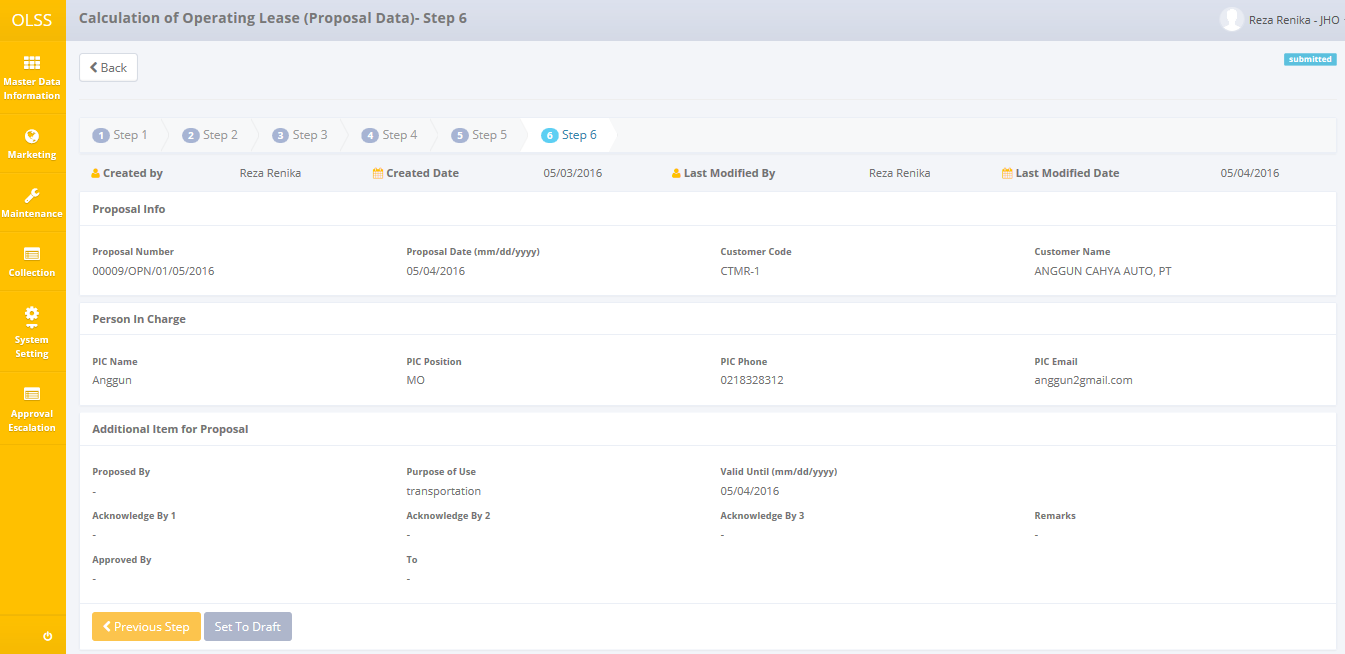 OLSS
Calculation of Operating Lease (Proposal Data)- Step 6
Reza Renika - JHO
Master Data
Information
Marketing
Maintenance
Collection
System
Setting
Approval
Escalation
Back
submitted
1 Step 1
2 Step 2
3 Step 3
4 Step 4
5 Step 5
6 Step 6
Created by Reza Renika Created Date 05/03/2016 Last Modified By Reza Renika Last Modified Date 05/04/2016
Proposal Info
Proposal Number Proposal Date (mm/dd/yyyy) Customer Code Customer Name
00009/OPN/01/05/2016 05/04/2016 CTMR-1 ANGGUN CAHYA AUTO, PT
Person In Charge
PIC Name PIC Position PIC Phone PIC Email
Anggun MO 0218328312 anggun2gmail.com
Additional Item for Proposal
Proposed By Purpose of Use Valid Until (mm/dd/yyyy)
- transportation 05/04/2016
Acknowledge By 1 Acknowledge By 2 Acknowledge By 3 Remarks
- - - -
Approved By To
- -
Previous Step Set To Draft